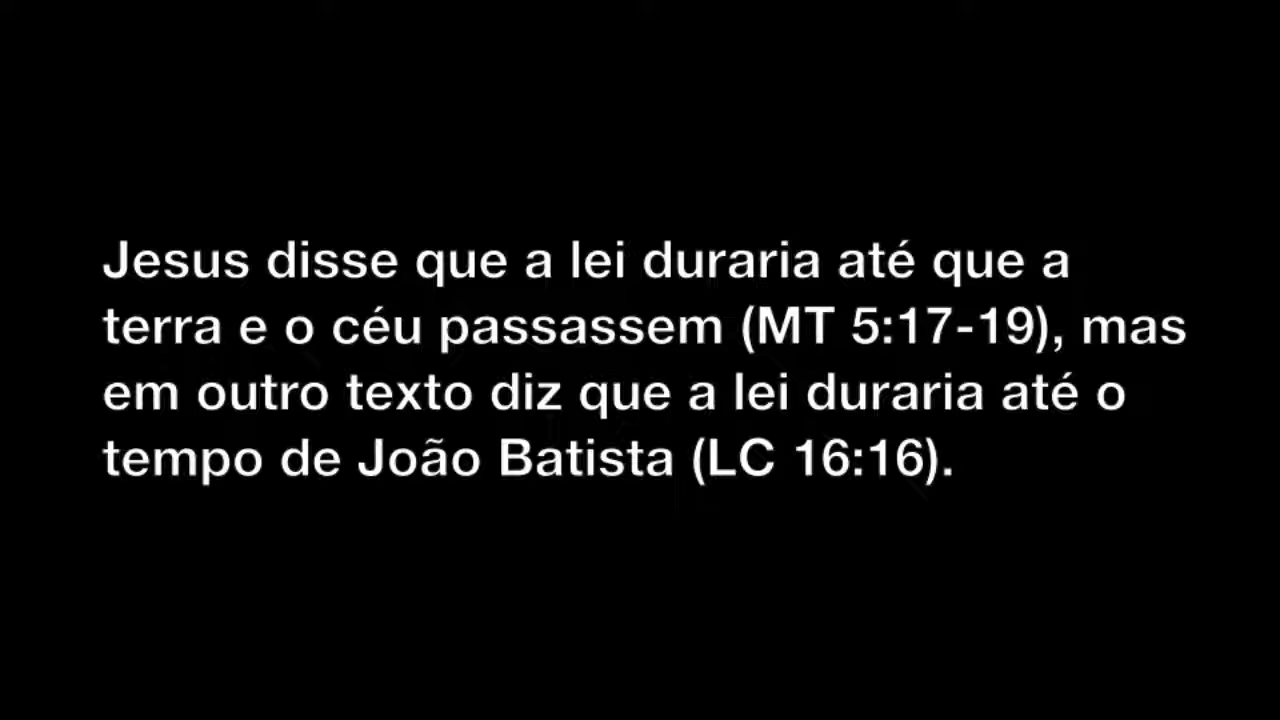 Jesus disse que a lei duraria até que a
terra e o céu passassem (MT 5:17-19), mas
em outro texto diz que a lei duraria até o
tempo de João Batista (LC 16:16).